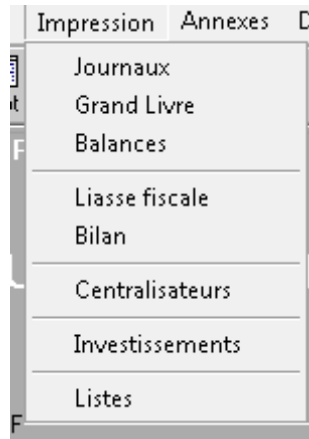 Impression Annexes D
Journaux
Grand Livre
Balances
Liasse fiscale
Bilan
Centralisateurs
Investissements
Listes
F